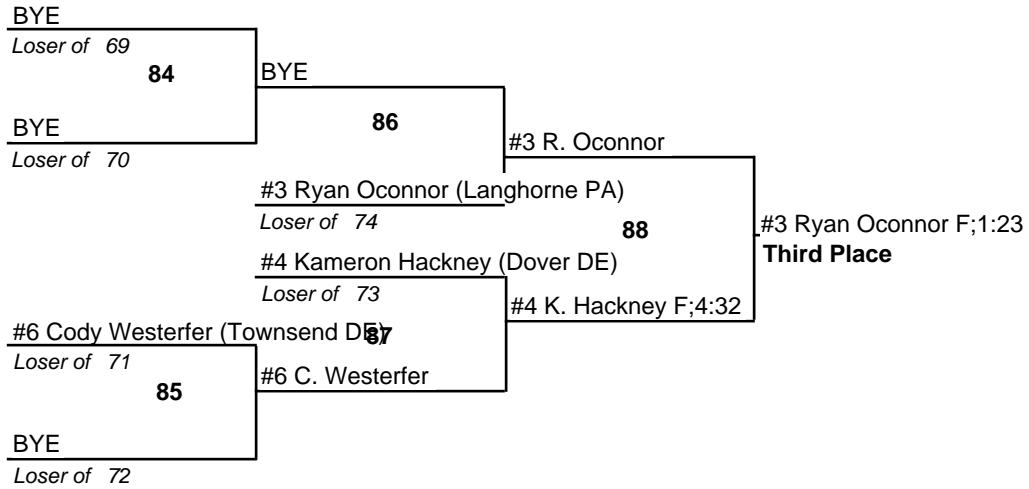 BYE
Loser of 69
84
BYE
86
BYE
Loser of 70
#3 R. Oconnor
#3 Ryan Oconnor (Langhorne PA)
Loser of 74
88
#3 Ryan Oconnor F;1:23
Third Place
#4 Kameron Hackney (Dover DE)
Loser of 73
#4 K. Hackney F;4:32
#6 Cody Westerfer (Townsend DE)
87
Loser of 71
#6 C. Westerfer
85
BYE
Loser of 72